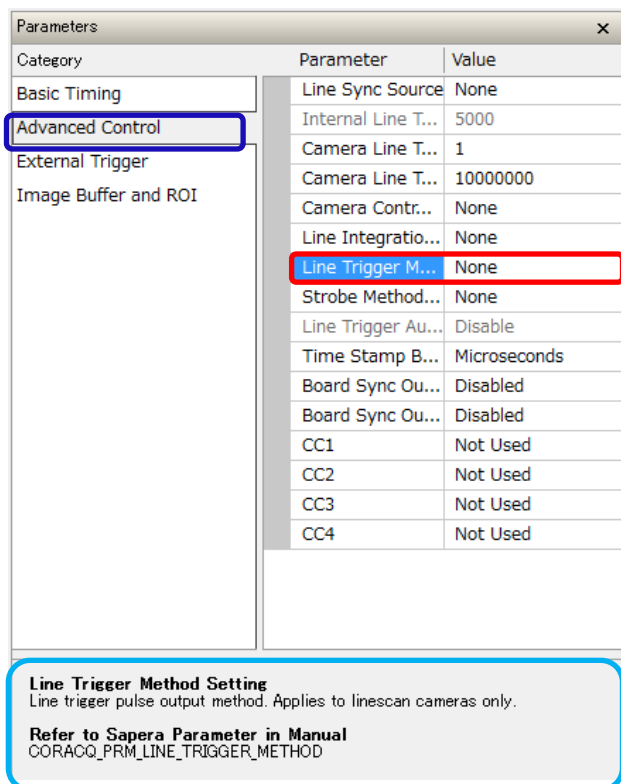 Parameters ×
Category
Basic Timing
Advanced Control
External Trigger
Image Buffer and ROI
Parameter Value
Line Sync Source None
Internal Line T... 5000
Camera Line T... 1
Camera Line T... 10000000
Camera Contr... None
Line Integratio... None
Line Trigger M... None
Strobe Method... None
Line Trigger Au... Disable
Time Stamp B... Microseconds
Board Sync Ou... Disabled
Board Sync Ou... Disabled
CC1 Not Used
CC2 Not Used
CC3 Not Used
CC4 Not Used
Line Trigger Method Setting
Line trigger pulse output method. Applies to linescan cameras only.
Refer to Sapera Parameter in Manual
CORACQ_PRM_LINE_TRIGGER_METHOD